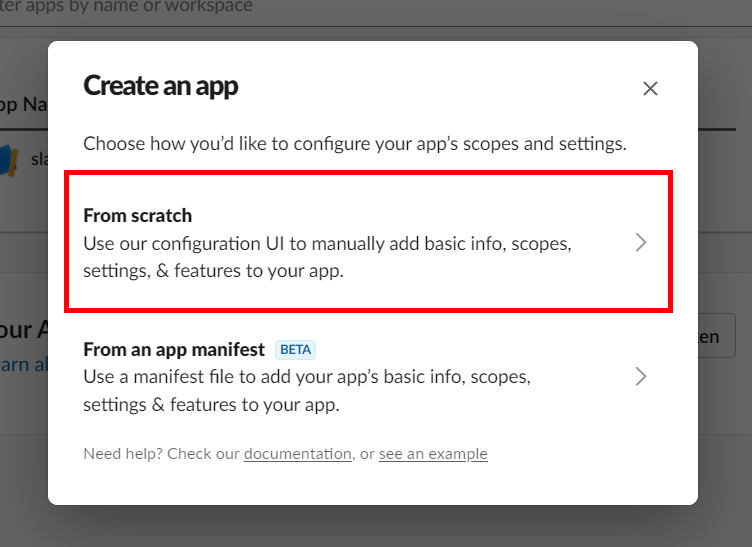 ter apps by name or workspace
Create an app
Choose how you’d like to configure your app’s scopes and settings.
pp Na
sla
From scratch
Use our configuration UI to manually add basic info, scopes,
settings, & features to your app.
our A
earn ab
ken
From an app manifest BETA
Use a manifest file to add your app’s basic info, scopes,
settings & features to your app.
Need help? Check our documentation, or see an example